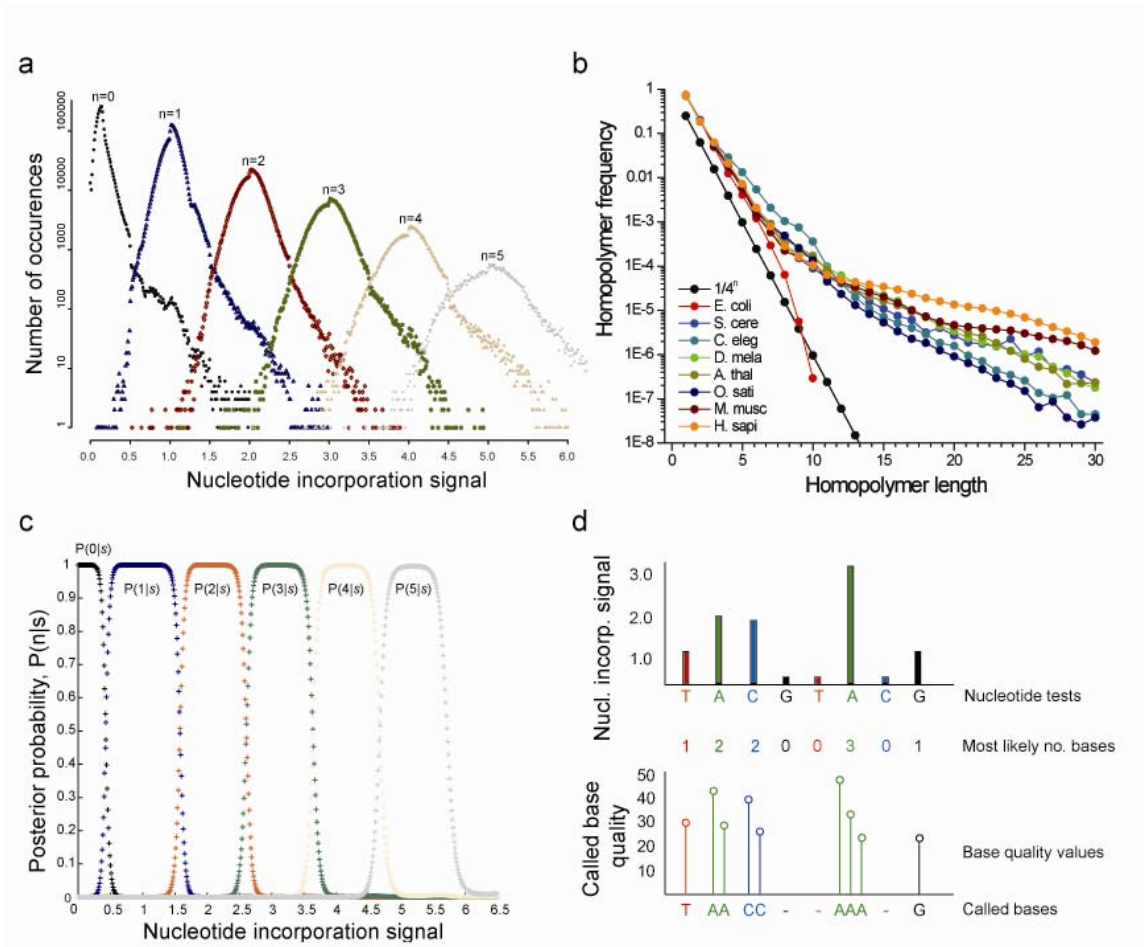 a
n=0
n=1
n=2
n=3
n=4
n=5
Number of occurences
100000
10000
1000
100
10
1
0.0 0.5 1.0 1.5 2.0 2.5 3.0 3.5 4.0 4.5 5.0 5.5 6.0
Nucleotide incorporation signal
b
Homopolymer frequency
1
0.1
0.01
1E-3
1E-4
1E-5
1E-6
1E-7
1E-8
1/4ⁿ
E. coli
S. cere
C. eleg
D. mela
A. thal
O. sati
M. musc
H. sapi
0 5 10 15 20 25 30
Homopolymer length
c
P(0|s)
P(1|s) P(2|s) P(3|s) P(4|s) P(5|s)
Posterior probability, P(n|s)
1
0.9
0.8
0.7
0.6
0.5
0.4
0.3
0.2
0.1
0
0 0.5 1 1.5 2 2.5 3 3.5 4 4.5 5 5.5 6 6.5
Nucleotide incorporation signal
d
Nucl. incorp. signal
3.0
2.0
1.0
T A C G T A C G Nucleotide tests
1 2 2 0 0 3 0 1 Most likely no. bases
Called base
quality
50
40
30
20
10
Base quality values
T AA CC - - AAA - G Called bases